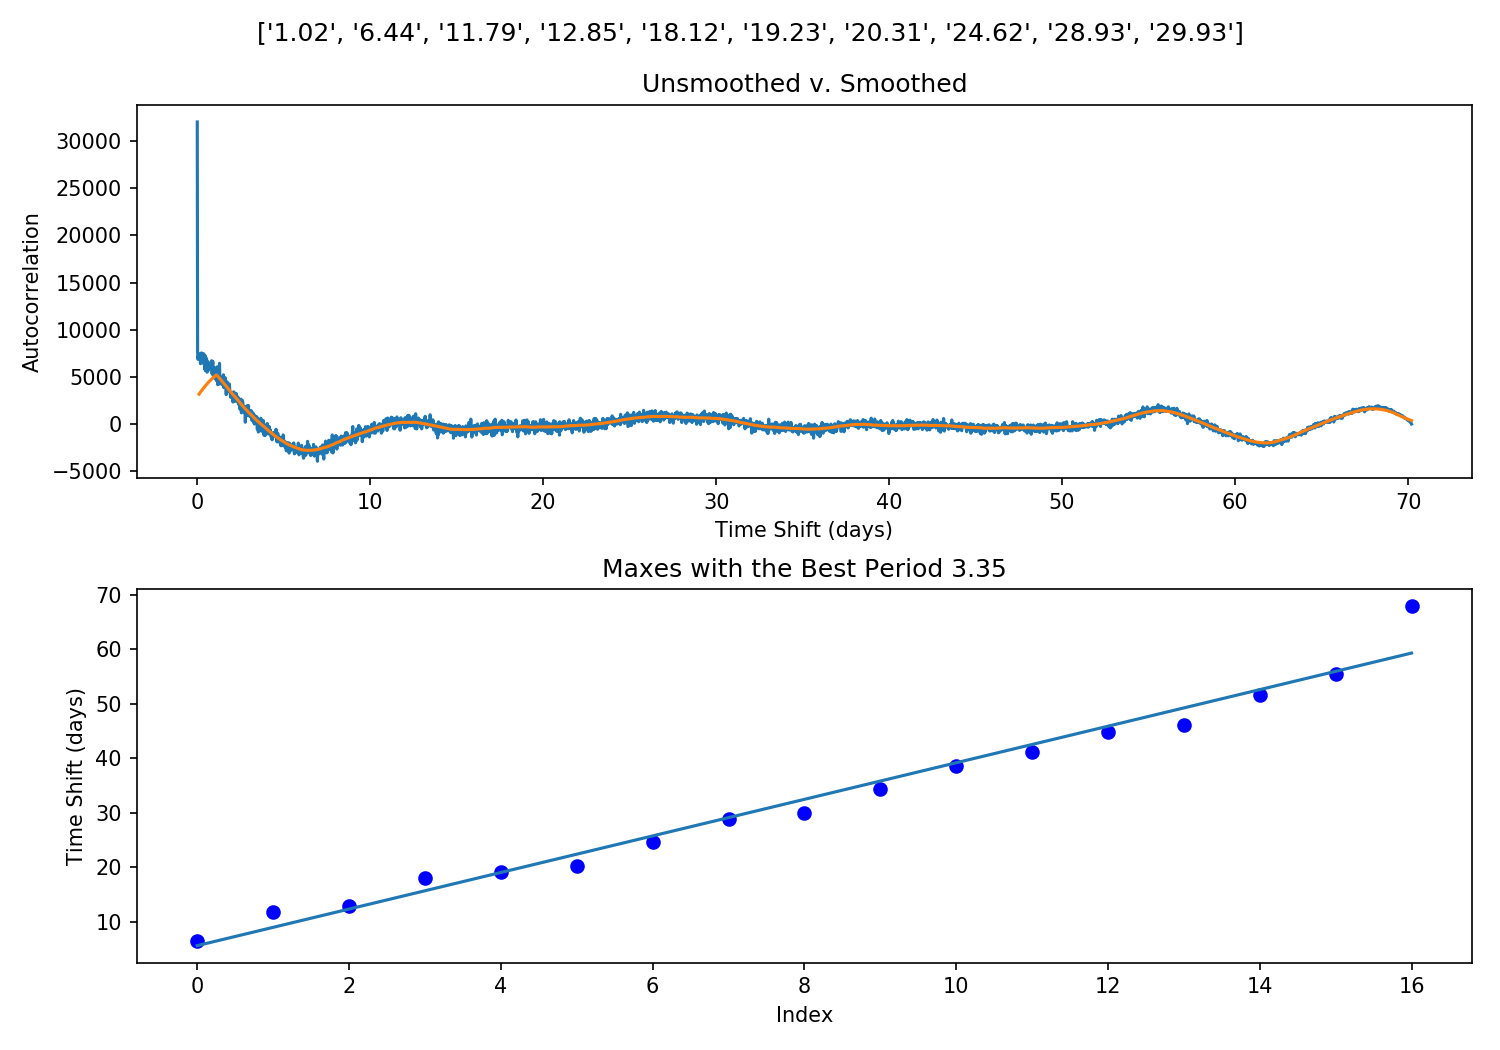 ['1.02', '6.44', '11.79', '12.85', '18.12', '19.23', '20.31', '24.62', '28.93', '29.93']
Unsmoothed v. Smoothed
Autocorrelation
30000
25000
20000
15000
10000
5000
0
−5000
0 10 20 30 40 50 60 70
Time Shift (days)
Maxes with the Best Period 3.35
Time Shift (days)
70
60
50
40
30
20
10
0 2 4 6 8 10 12 14 16
Index